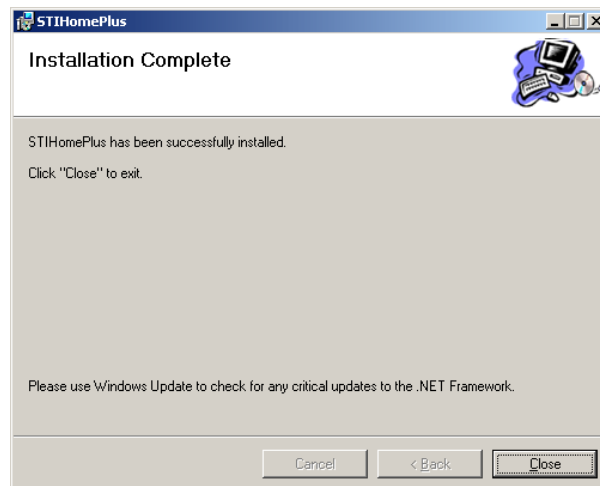 STIHomePlus
Installation Complete
STIHomePlus has been successfully installed.
Click "Close" to exit.
Please use Windows Update to check for any critical updates to the .NET Framework.
Cancel < Back Close